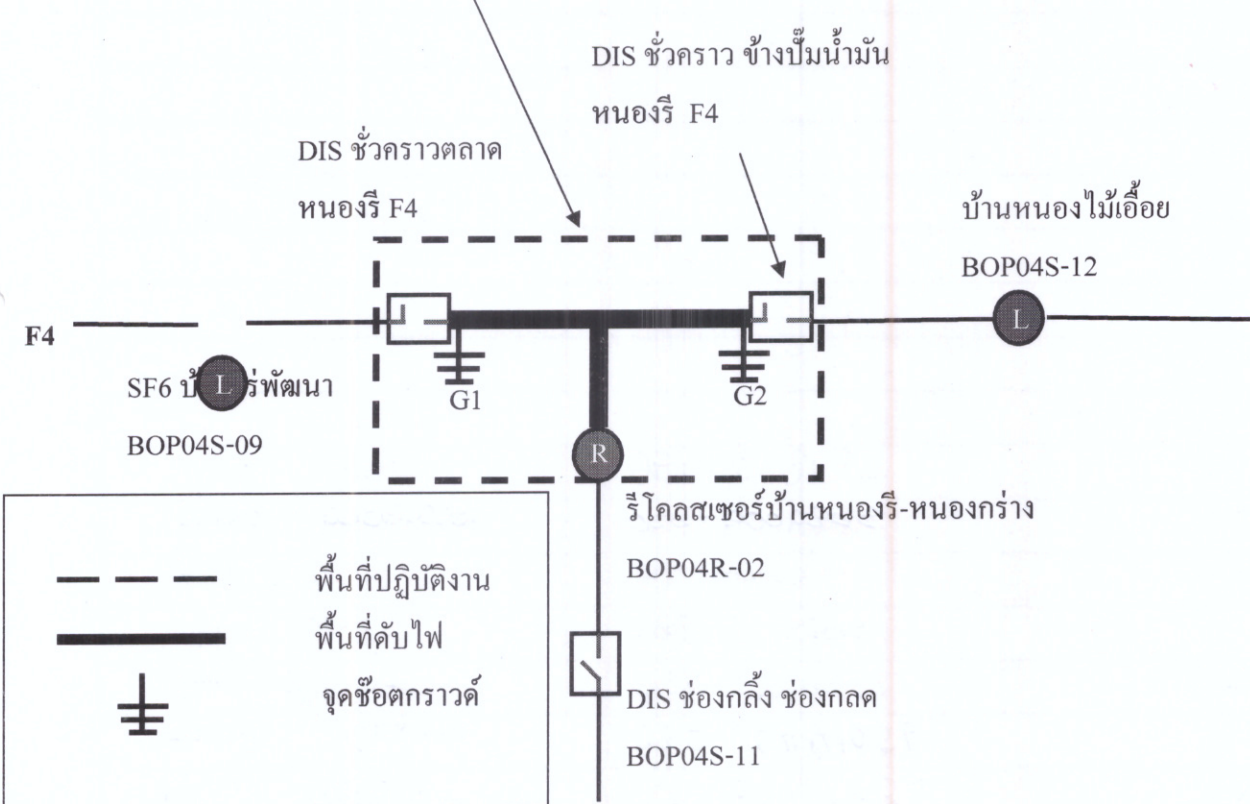 DIS ชั่วคราว ข้างปั๊มน้ำมัน
หนองรี F4
DIS ชั่วคราวตลาด
หนองรี F4
บ้านหนองไม้เอื้อย
BOP04S-12
L
F4
SF6 บ้ L ร่พัฒนา
BOP04S-09
G1
G2
R
รีโคลสเซอร์บ้านหนองรี-หนองกร่าง
BOP04R-02
พื้นที่ปฏิบัติงาน
พื้นที่ดับไฟ
จุดช๊อตกราวด์
DIS ช่องกลิ้ง ช่องกลด
BOP04S-11